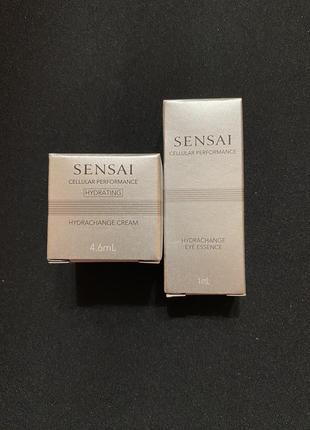 SENSAI
CELLULAR PERFORMANCE
HYDRATING
HYDRACHANGE CREAM
4.6mL
SENSAI
CELLULAR PERFORMANCE
HYDRACHANGE
EYE ESSENCE
1mL